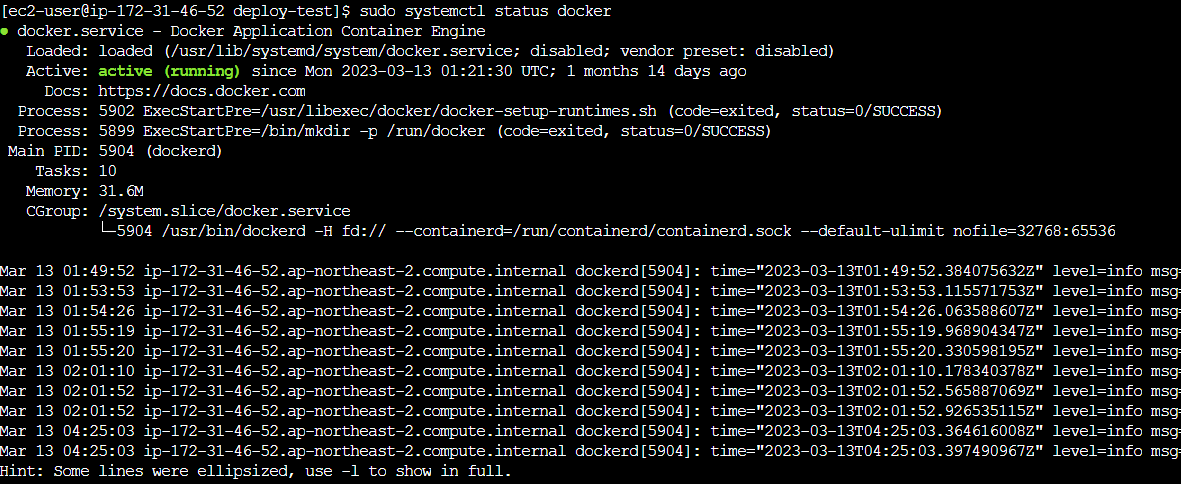 [ec2-user@ip-172-31-46-52 deploy-test]$ sudo systemctl status docker
● docker.service - Docker Application Container Engine
Loaded: loaded (/usr/lib/systemd/system/docker.service; disabled; vendor preset: disabled)
Active: active (running) since Mon 2023-03-13 01:21:30 UTC; 1 months 14 days ago
Docs: https://docs.docker.com
Process: 5902 ExecStartPre=/usr/libexec/docker/docker-setup-runtimes.sh (code=exited, status=0/SUCCESS)
Process: 5899 ExecStartPre=/bin/mkdir -p /run/docker (code=exited, status=0/SUCCESS)
Main PID: 5904 (dockerd)
Tasks: 10
Memory: 31.6M
CGroup: /system.slice/docker.service
└─5904 /usr/bin/dockerd -H fd:// --containerd=/run/containerd/containerd.sock --default-ulimit nofile=32768:65536
Mar 13 01:49:52 ip-172-31-46-52.ap-northeast-2.compute.internal dockerd[5904]: time="2023-03-13T01:49:52.384075632Z" level=info msg=
Mar 13 01:53:53 ip-172-31-46-52.ap-northeast-2.compute.internal dockerd[5904]: time="2023-03-13T01:53:53.115571753Z" level=info msg=
Mar 13 01:54:26 ip-172-31-46-52.ap-northeast-2.compute.internal dockerd[5904]: time="2023-03-13T01:54:26.063588607Z" level=info msg=
Mar 13 01:55:19 ip-172-31-46-52.ap-northeast-2.compute.internal dockerd[5904]: time="2023-03-13T01:55:19.968904347Z" level=info msg=
Mar 13 01:55:20 ip-172-31-46-52.ap-northeast-2.compute.internal dockerd[5904]: time="2023-03-13T01:55:20.330598195Z" level=info msg=
Mar 13 02:01:10 ip-172-31-46-52.ap-northeast-2.compute.internal dockerd[5904]: time="2023-03-13T02:01:10.178340378Z" level=info msg=
Mar 13 02:01:52 ip-172-31-46-52.ap-northeast-2.compute.internal dockerd[5904]: time="2023-03-13T02:01:52.565887069Z" level=info msg=
Mar 13 02:01:52 ip-172-31-46-52.ap-northeast-2.compute.internal dockerd[5904]: time="2023-03-13T02:01:52.926535115Z" level=info msg=
Mar 13 04:25:03 ip-172-31-46-52.ap-northeast-2.compute.internal dockerd[5904]: time="2023-03-13T04:25:03.364616008Z" level=info msg=
Mar 13 04:25:03 ip-172-31-46-52.ap-northeast-2.compute.internal dockerd[5904]: time="2023-03-13T04:25:03.397490967Z" level=info msg=
Hint: Some lines were ellipsized, use -l to show in full.